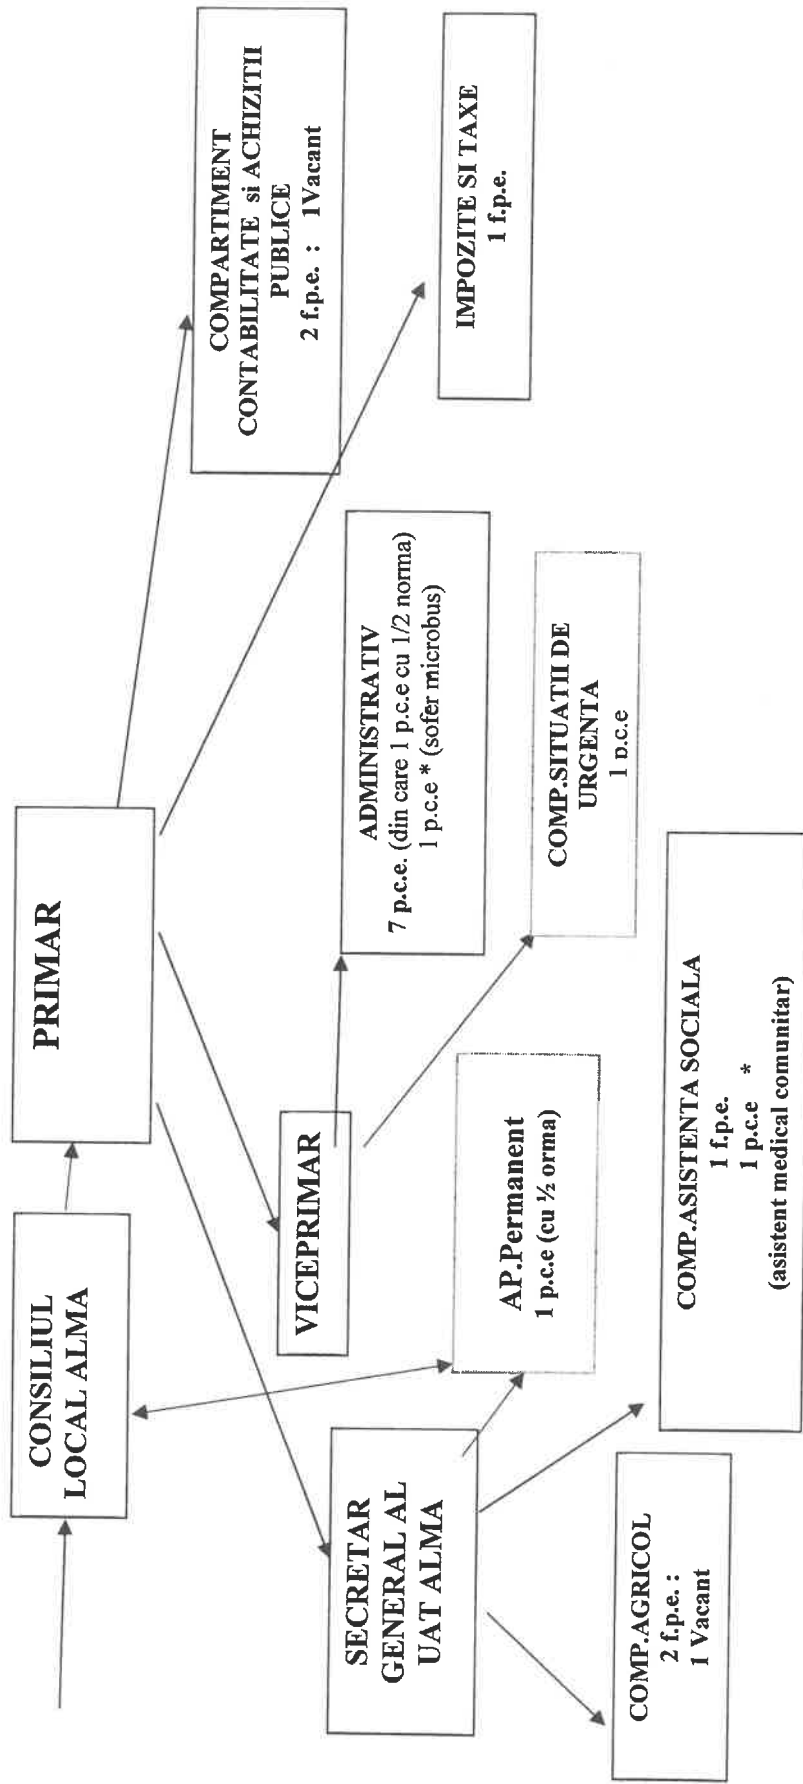 CONSILIUL
LOCAL ALMA
PRIMAR
COMPARTIMENT
CONTABILITATE si ACHIZITII
PUBLICE
2 f.p.e. : 1Vacant
IMPOZITE SI TAXE
1 f.p.e.
VICEPRIMAR
ADMINISTRATIV
7 p.c.e. (din care 1 p.c.e cu 1/2 norma)
1 p.c.e * (sofer microbus)
COMP.SITUATII DE
URGENTA
1 p.c.e
SECRETAR
GENERAL AL
UAT ALMA
AP.Permanent
1 p.c.e (cu ½ orma)
COMP.AGRICOL
2 f.p.e. :
1 Vacant
COMP.ASISTENTA SOCIALA
1 f.p.e.
1 p.c.e *
(asistent medical comunitar)